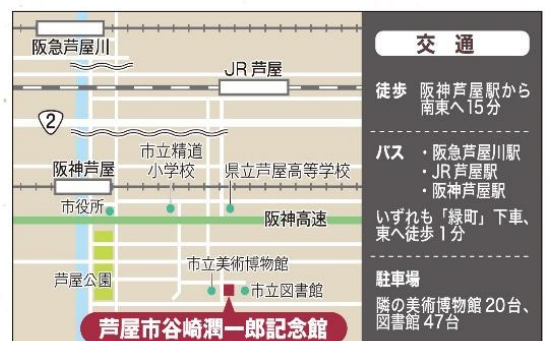 阪急芦屋川
JR芦屋
2
阪神芦屋
市立精道
小学校
県立芦屋高等学校
市役所
阪神高速
芦屋公園
市立美術博物館
市立図書館
芦屋市谷崎潤一郎記念館
交 通
徒歩 阪神芦屋駅から
南東へ15分
バス ・阪急芦屋川駅
・JR芦屋駅
・阪神芦屋駅
いずれも「緑町」下車、
東へ徒歩1分
駐車場
隣の美術博物館20台、
図書館47台